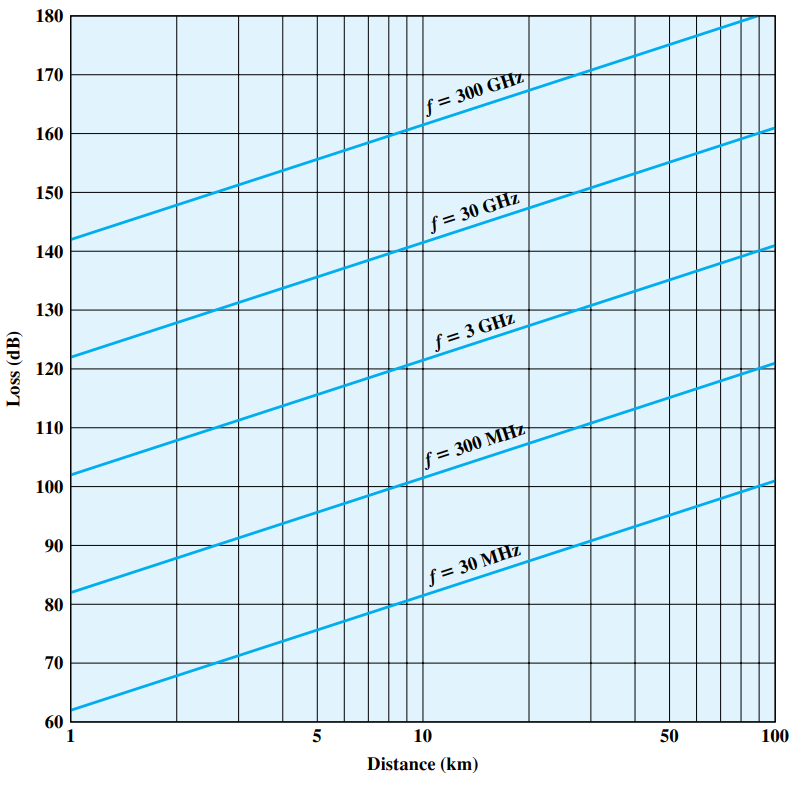 180
170
160
150
140
130
120
110
100
90
80
70
60
Loss (dB)
f = 300 GHz
f = 30 GHz
f = 3 GHz
f = 300 MHz
f = 30 MHz
1 5 10 50 100
Distance (km)